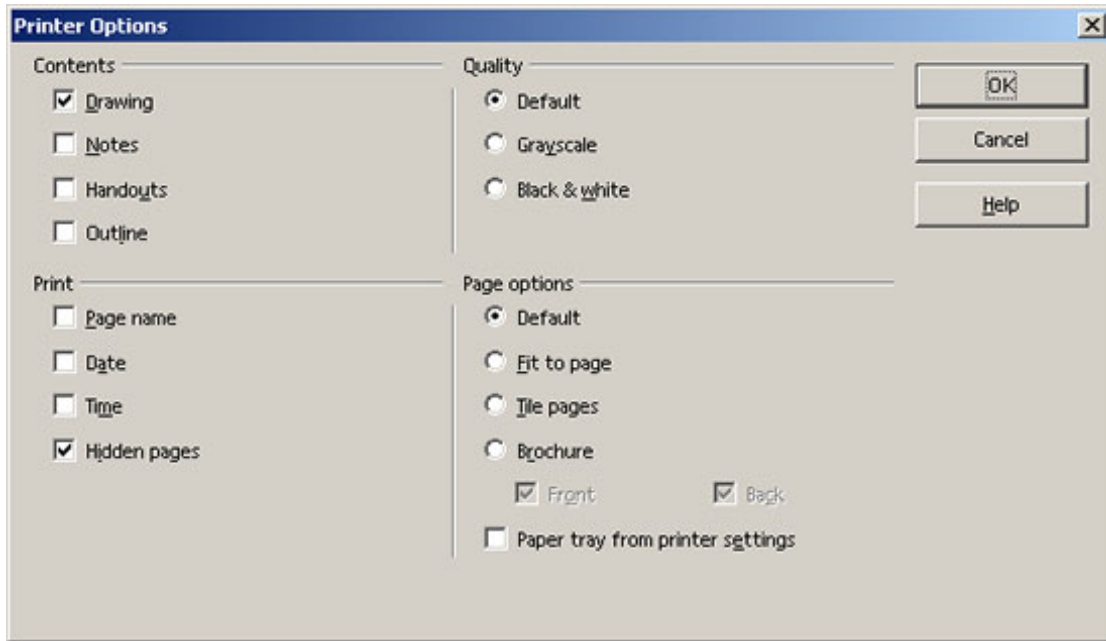 Printer Options
Contents
Drawing
Notes
Handouts
Outline
Quality
Default
Grayscale
Black & white
OK
Cancel
Help
Print
Page name
Date
Time
Hidden pages
Page options
Default
Fit to page
Tile pages
Brochure
Front Back
Paper tray from printer settings